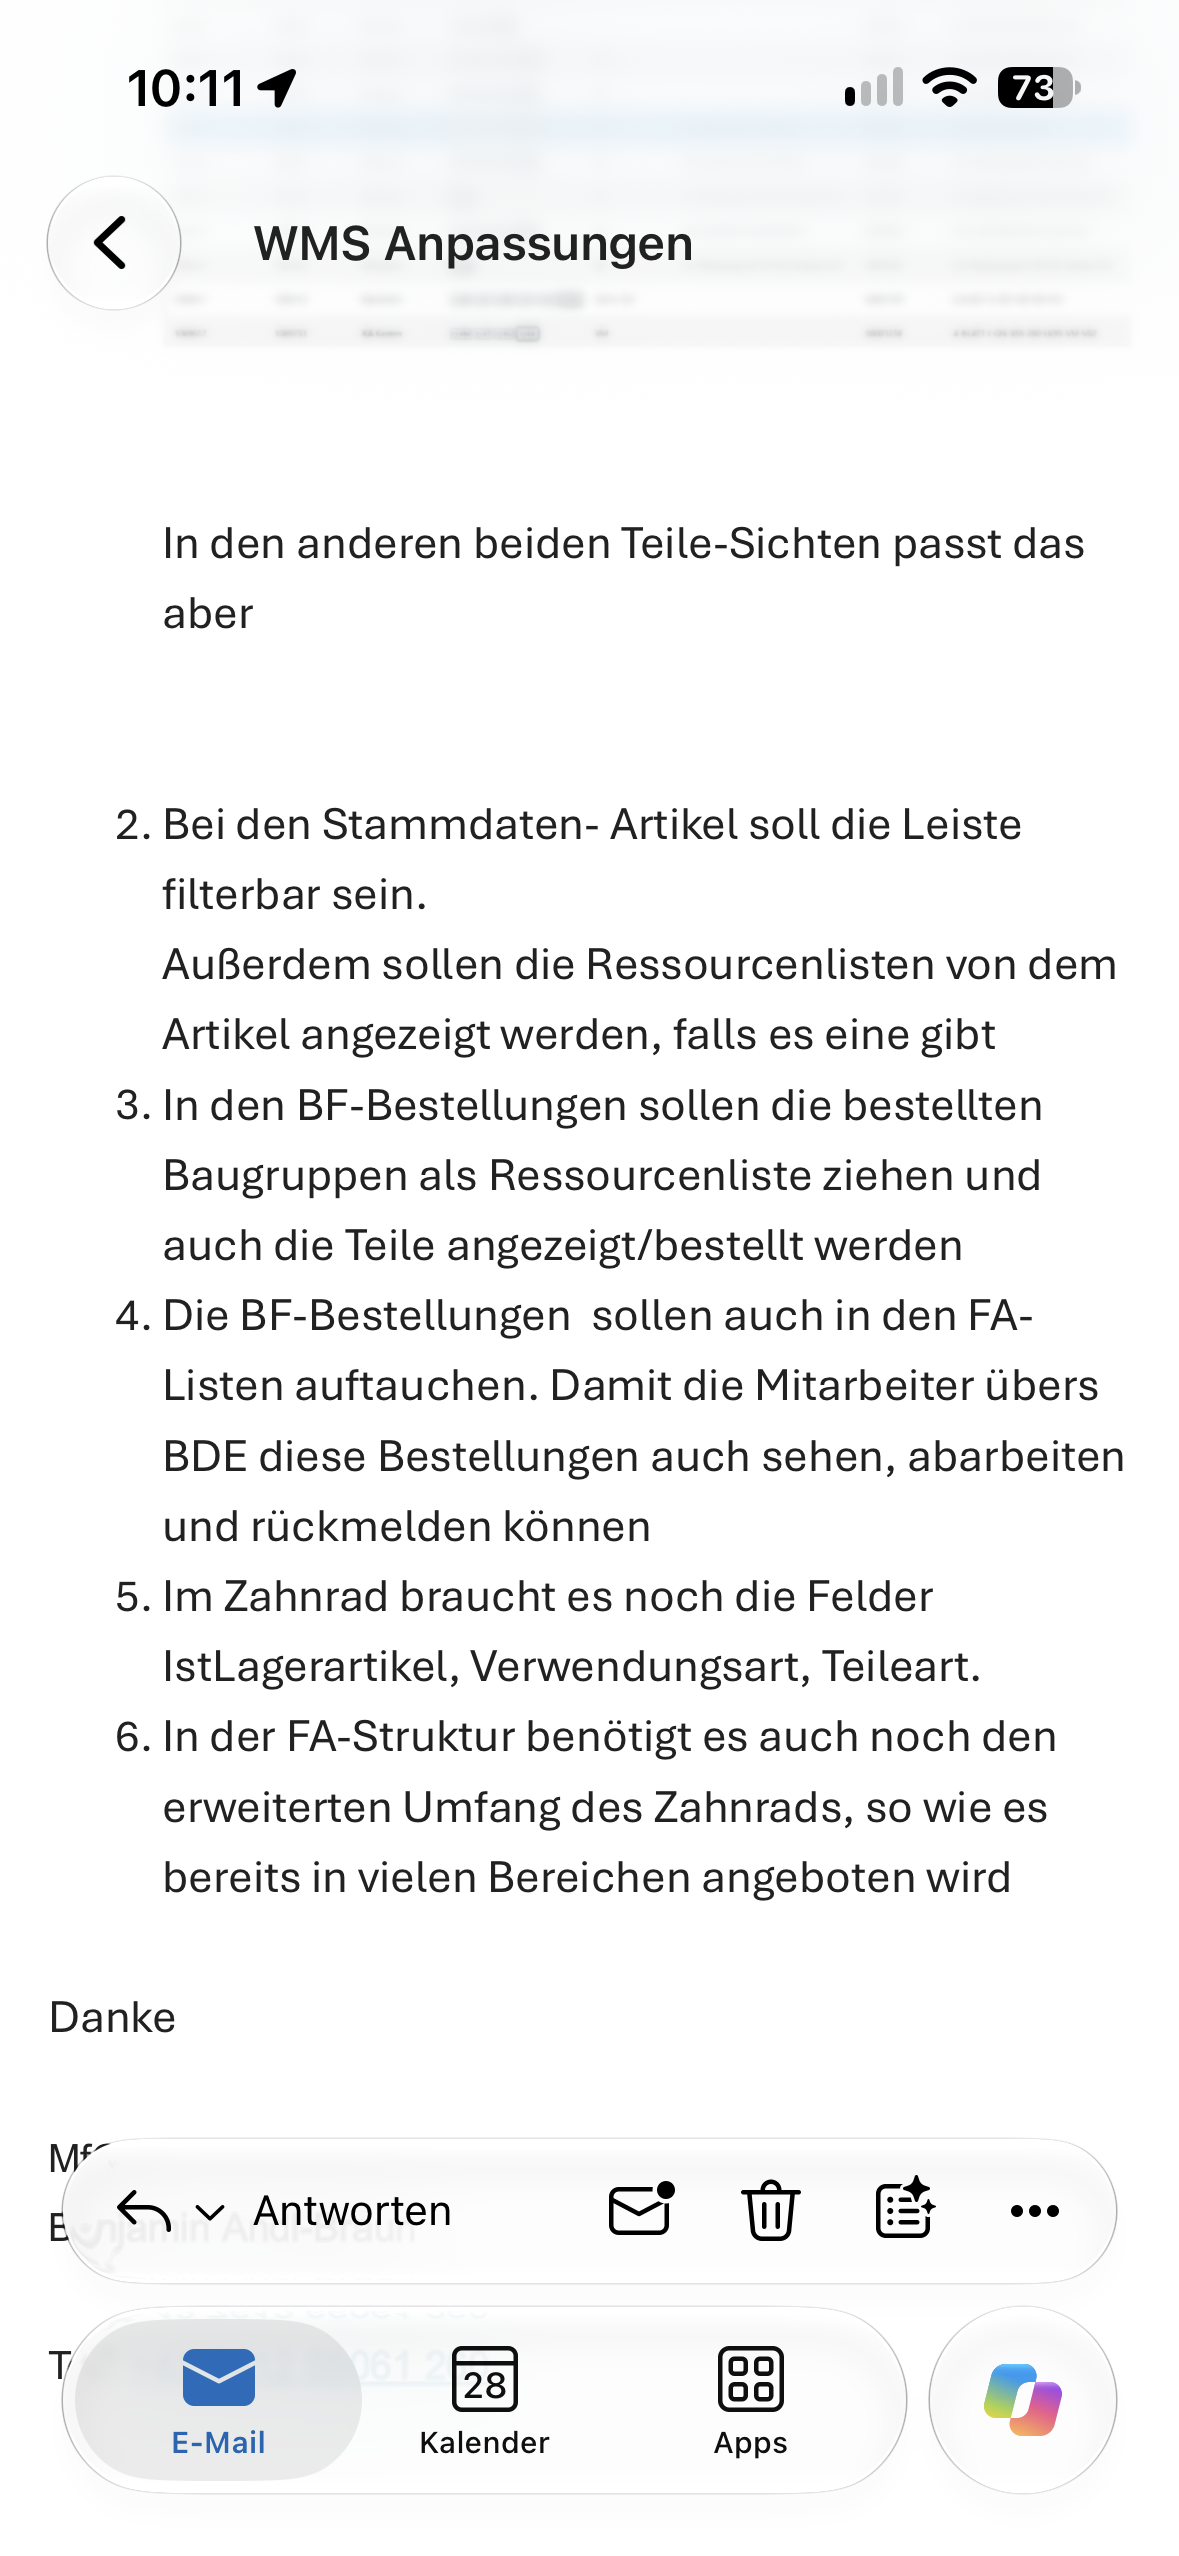 10:11
73
WMS Anpassungen
In den anderen beiden Teile-Sichten passt das
aber
2. Bei den Stammdaten- Artikel soll die Leiste
filterbar sein.
Außerdem sollen die Ressourcenlisten von dem
Artikel angezeigt werden, falls es eine gibt
3. In den BF-Bestellungen sollen die bestellten
Baugruppen als Ressourcenliste ziehen und
auch die Teile angezeigt/bestellt werden
4. Die BF-Bestellungen  sollen auch in den FA-
Listen auftauchen. Damit die Mitarbeiter übers
BDE diese Bestellungen auch sehen, abarbeiten
und rückmelden können
5. Im Zahnrad braucht es noch die Felder
IstLagerartikel, Verwendungsart, Teileart.
6. In der FA-Struktur benötigt es auch noch den
erweiterten Umfang des Zahnrads, so wie es
bereits in vielen Bereichen angeboten wird
Danke
Antworten
28
E-Mail
Kalender
Apps